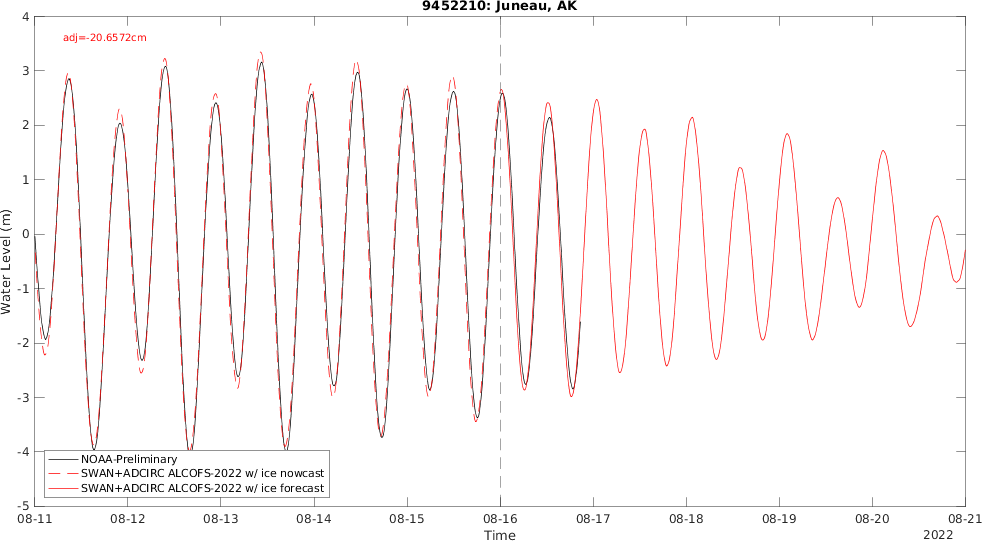 9452210: Juneau, AK
adj=-20.6572cm
4
3
2
1
0
-1
-2
-3
-4
-5
Water Level (m)
NOAA-Preliminary
SWAN+ADCIRC ALCOFS-2022 w/ ice nowcast
SWAN+ADCIRC ALCOFS-2022 w/ ice forecast
08-11 08-12 08-13 08-14 08-15 08-16 08-17 08-18 08-19 08-20 08-21
Time
2022